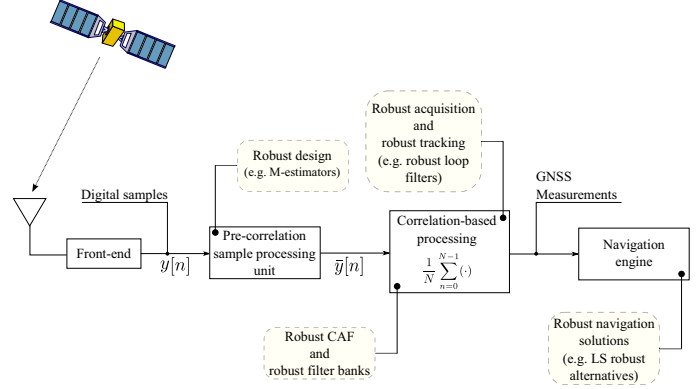 Robust acquisition
and
robust tracking
(e.g. robust loop
filters)
Robust design
(e.g. M-estimators)
GNSS
Measurements
Digital samples
Front-end
y[n]
Pre-correlation
sample processing
unit
ȳ[n]
Correlation-based
processing
1/N ∑_{n=0}^{N−1} (·)
Navigation
engine
Robust CAF
and
robust filter banks
Robust navigation
solutions
(e.g. LS robust
alternatives)